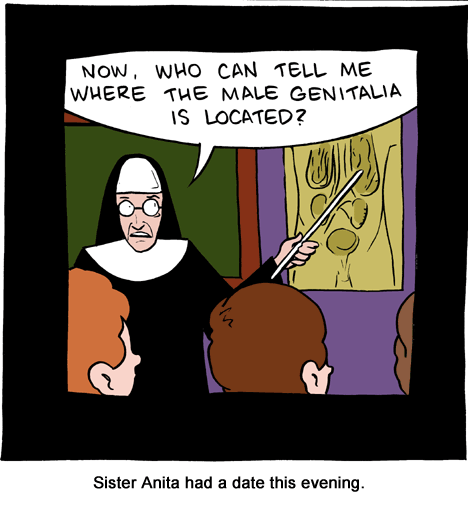 NOW, WHO CAN TELL ME
WHERE THE MALE GENITALIA
IS LOCATED?
Sister Anita had a date this evening.